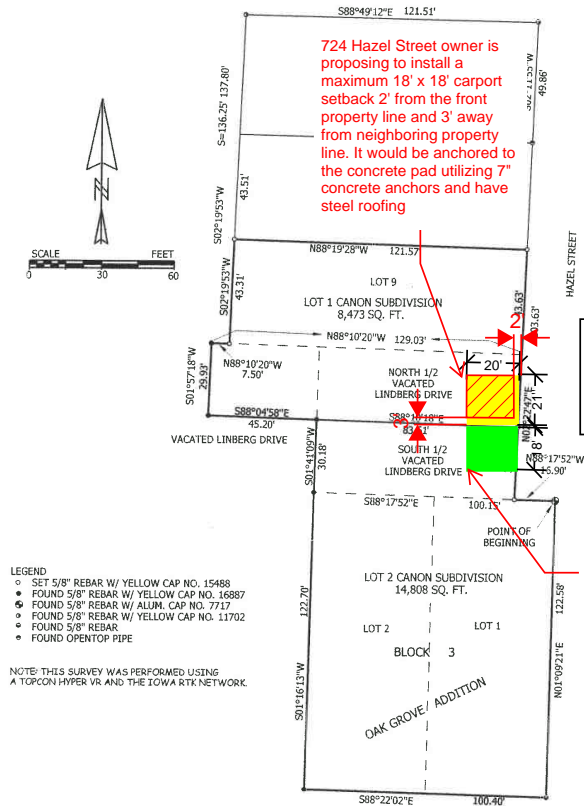 S88°49'12"E 121.51'
724 Hazel Street owner is
proposing to install a
maximum 18' x 18' carport
setback 2' from the front
property line and 3' away
from neighboring property
line. It would be anchored to
the concrete pad utilizing 7"
concrete anchors and have
steel roofing
S=136.25' 137.80'
49.86'
43.51'
S02°19'53"W
SCALE FEET
0 30 60
N88°19'28"W 121.57'
HAZEL STREET
S02°19'53"W
43.31'
LOT 9
LOT 1 CANON SUBDIVISION
8,473 SQ. FT.
2'
N88°10'20"W 129.03'
20'
N88°10'20"W
7.50'
S01°57'18"W
29.93'
NORTH 1/2
VACATED
LINDBERG DRIVE
21'
N02°22'47"E
S88°04'58"E
45.20'
3'
VACATED LINBERG DRIVE
S01°41'09"W
30.18'
SOUTH 1/2
VACATED
LINDBERG DRIVE
18'
N88°17'52"W
16.90'
S88°17'52"E 100.15'
POINT OF
BEGINNING
LEGEND
SET 5/8" REBAR W/ YELLOW CAP NO. 15488
FOUND 5/8" REBAR W/ YELLOW CAP NO. 16887
FOUND 5/8" REBAR W/ ALUM. CAP NO. 7717
FOUND 5/8" REBAR W/ YELLOW CAP NO. 11702
FOUND 5/8" REBAR
FOUND OPENTOP PIPE
LOT 2 CANON SUBDIVISION
14,808 SQ. FT.
122.70'
122.58'
LOT 2 LOT 1
BLOCK 3
NOTE: THIS SURVEY WAS PERFORMED USING
A TOPCON HYPER VR AND THE IOWA RTK NETWORK.
S01°16'13"W
N01°09'21"E
OAK GROVE ADDITION
S88°22'02"E 100.40'